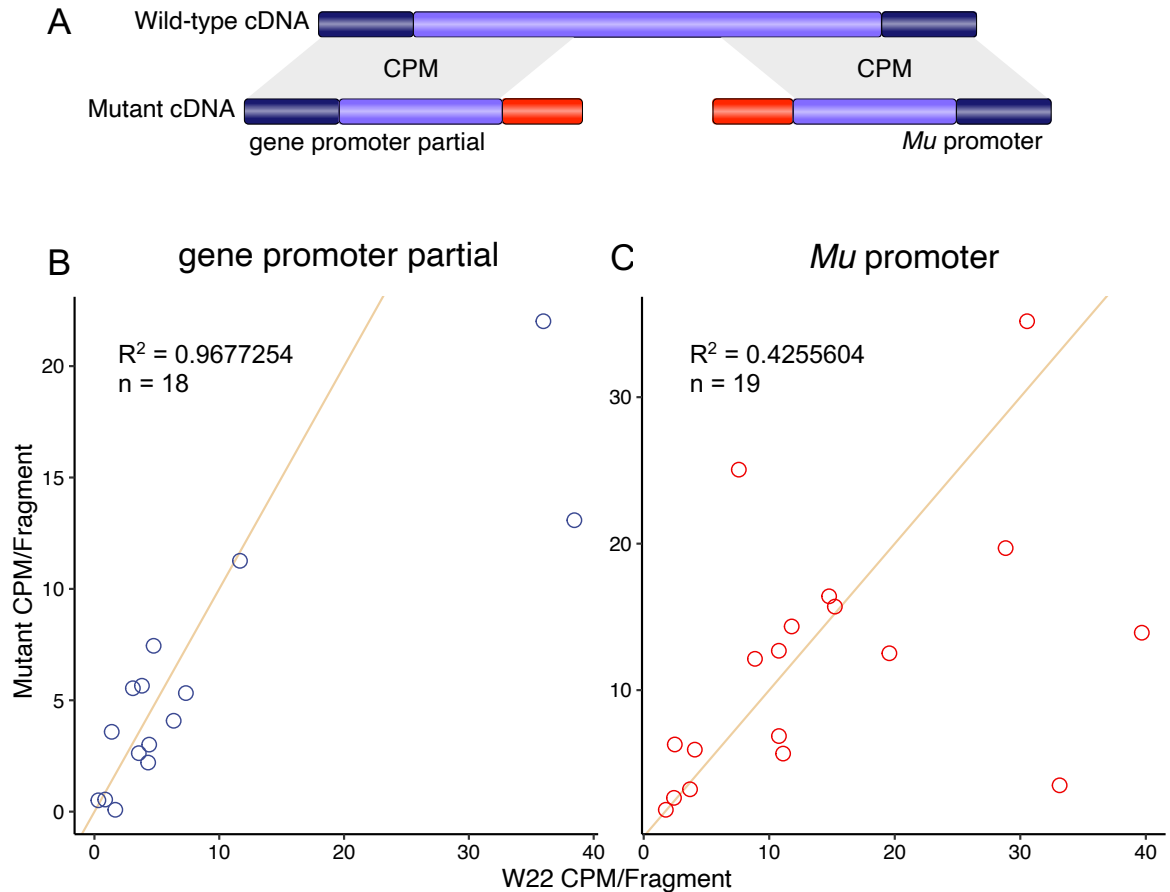 A
Wild-type cDNA
CPM
CPM
Mutant cDNA
gene promoter partial
Mu promoter
B
gene promoter partial
R² = 0.9677254
n = 18
20
15
10
5
0
0
10
20
30
40
Mutant CPM/Fragment
C
Mu promoter
R² = 0.4255604
n = 19
30
20
10
0
10
20
30
40
W22 CPM/Fragment